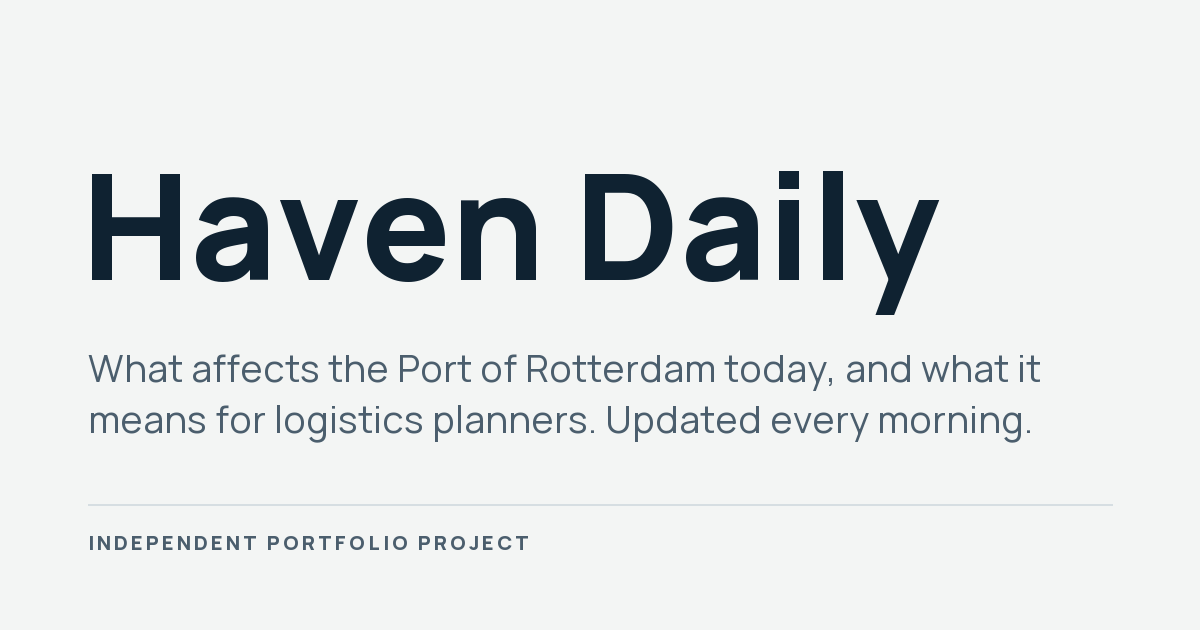 Haven Daily
What affects the Port of Rotterdam today, and what it
means for logistics planners. Updated every morning.
INDEPENDENT PORTFOLIO PROJECT